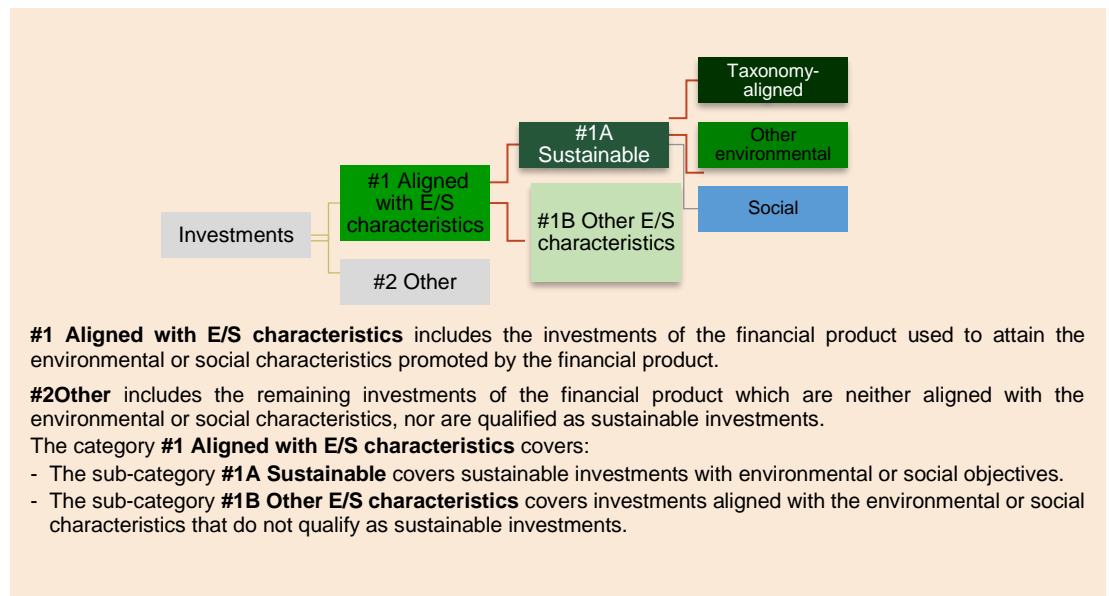 Taxonomy-
aligned
#1A
Sustainable
Other
environmental
#1 Aligned
with E/S
characteristics
Social
#1B Other E/S
characteristics
Investments
#2 Other
#1 Aligned with E/S characteristics includes the investments of the financial product used to attain the
environmental or social characteristics promoted by the financial product.
#2Other includes the remaining investments of the financial product which are neither aligned with the
environmental or social characteristics, nor are qualified as sustainable investments.
The category #1 Aligned with E/S characteristics covers:
- The sub-category #1A Sustainable covers sustainable investments with environmental or social objectives.
- The sub-category #1B Other E/S characteristics covers investments aligned with the environmental or social
characteristics that do not qualify as sustainable investments.